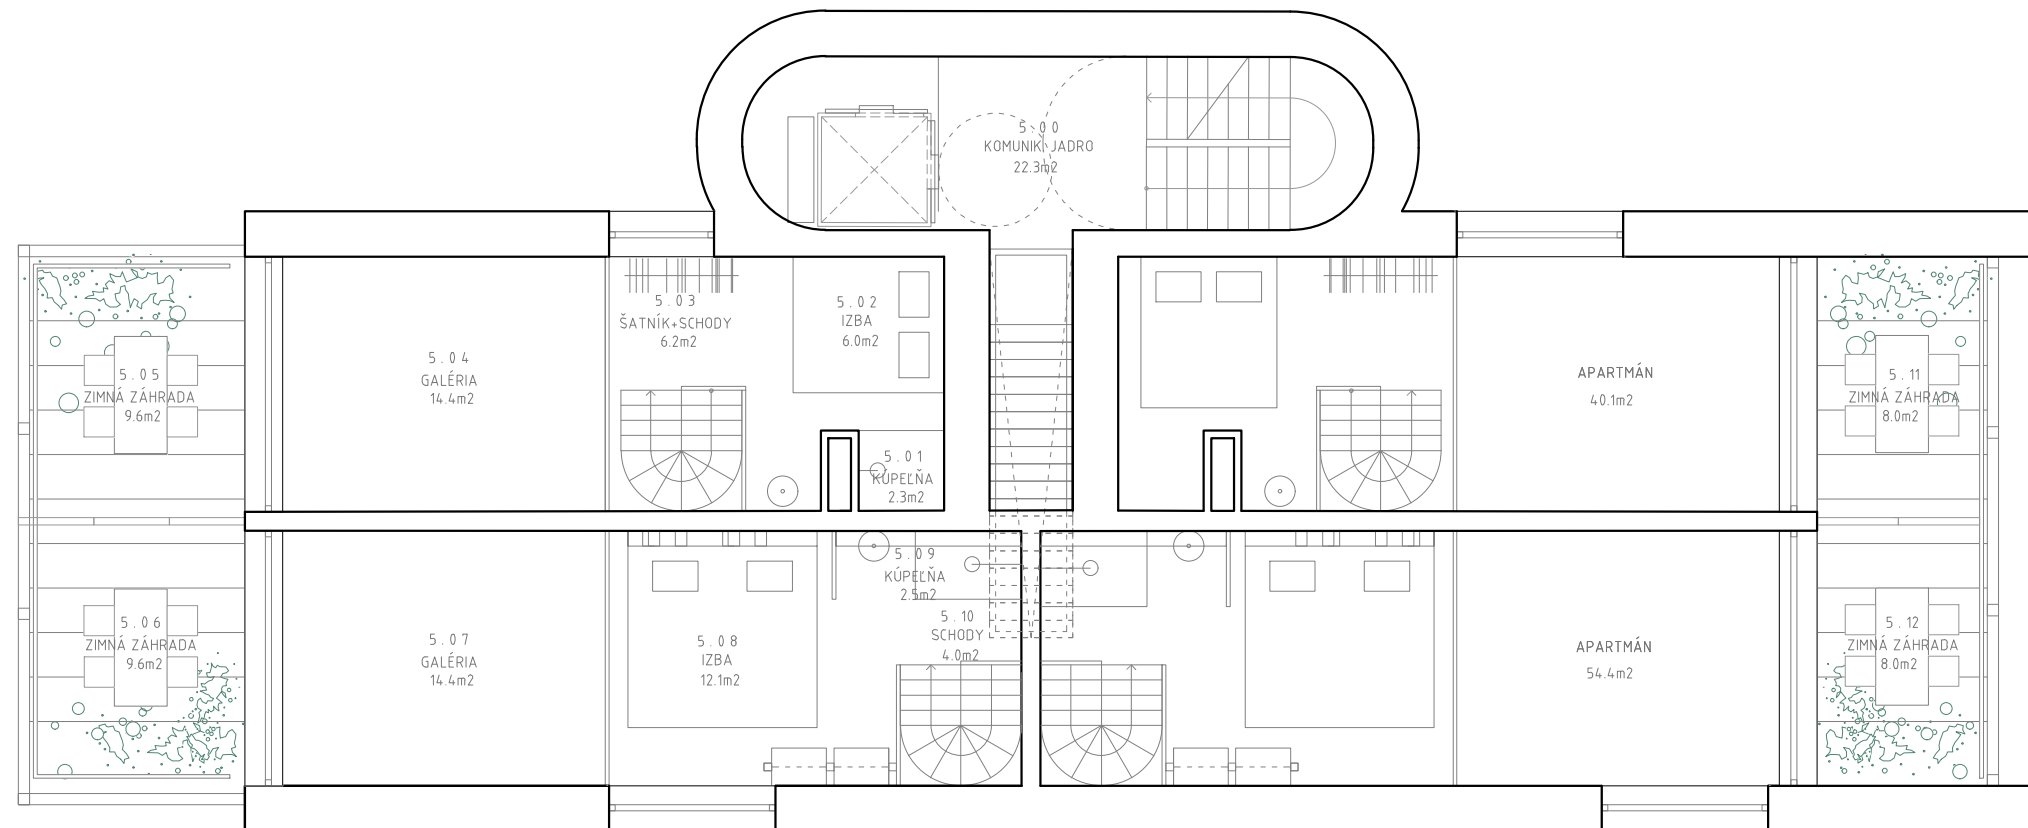 5.00
KOMUNIK. JADRO
22.3m2
5.03
ŠATNÍK+SCHODY
6.2m2
5.02
IZBA
6.0m2
5.04
GALÉRIA
14.4m2
5.05
ZIMNÁ ZÁHRADA
9.6m2
APARTMÁN
40.1m2
5.11
ZIMNÁ ZÁHRADA
8.0m2
5.01
KÚPEĽŇA
2.3m2
5.09
KÚPEĽŇA
2.5m2
5.10
SCHODY
4.0m2
5.06
ZIMNÁ ZÁHRADA
9.6m2
5.07
GALÉRIA
14.4m2
5.08
IZBA
12.1m2
APARTMÁN
54.4m2
5.12
ZIMNÁ ZÁHRADA
8.0m2